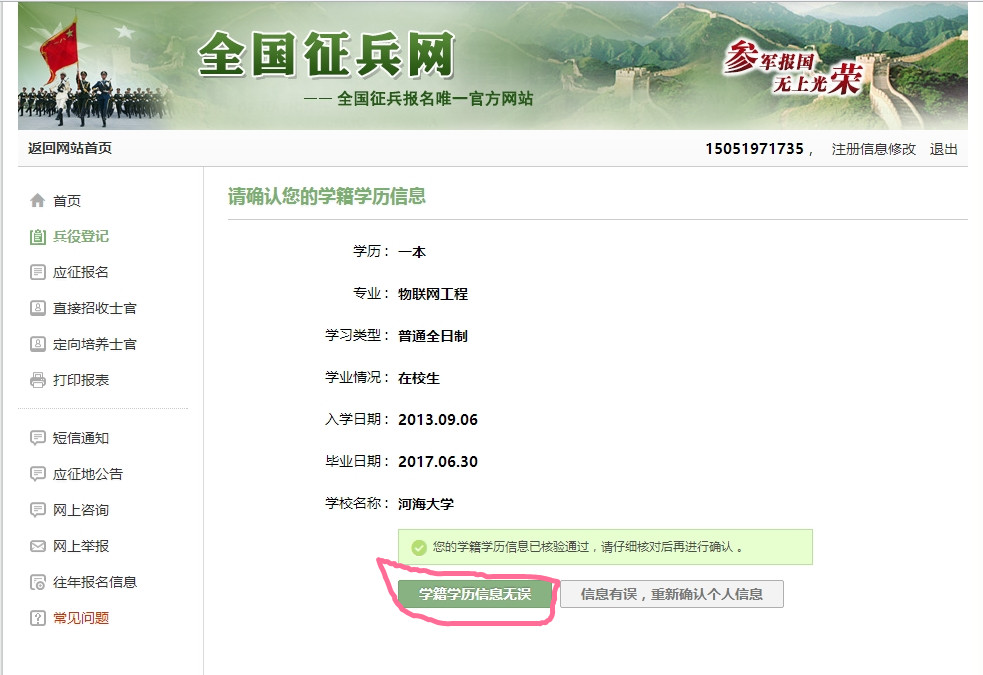 全国征兵网
—— 全国征兵报名唯一官方网站
参军报国
无上光荣
返回网站首页
15051971735 ， 注册信息修改 退出
首页
兵役登记
应征报名
直接招收士官
定向培养士官
打印报表
短信通知
应征地公告
网上咨询
网上举报
往年报名信息
常见问题
请确认您的学籍学历信息
学历： 一本
专业： 物联网工程
学习类型： 普通全日制
学业情况： 在校生
入学日期： 2013.09.06
毕业日期： 2017.06.30
学校名称： 河海大学
您的学籍学历信息已核验通过，请仔细核对后再进行确认 。
学籍学历信息无误
信息有误，重新确认个人信息